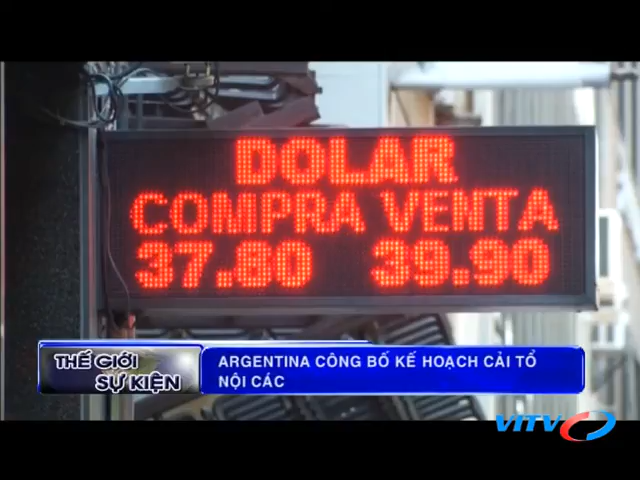 DOLAR
COMPRA VENTA
37.80 39.90
THẾ GIỚI
SỰ KIỆN
ARGENTINA CÔNG BỐ KẾ HOẠCH CẢI TỔ
NỘI CÁC
VITV